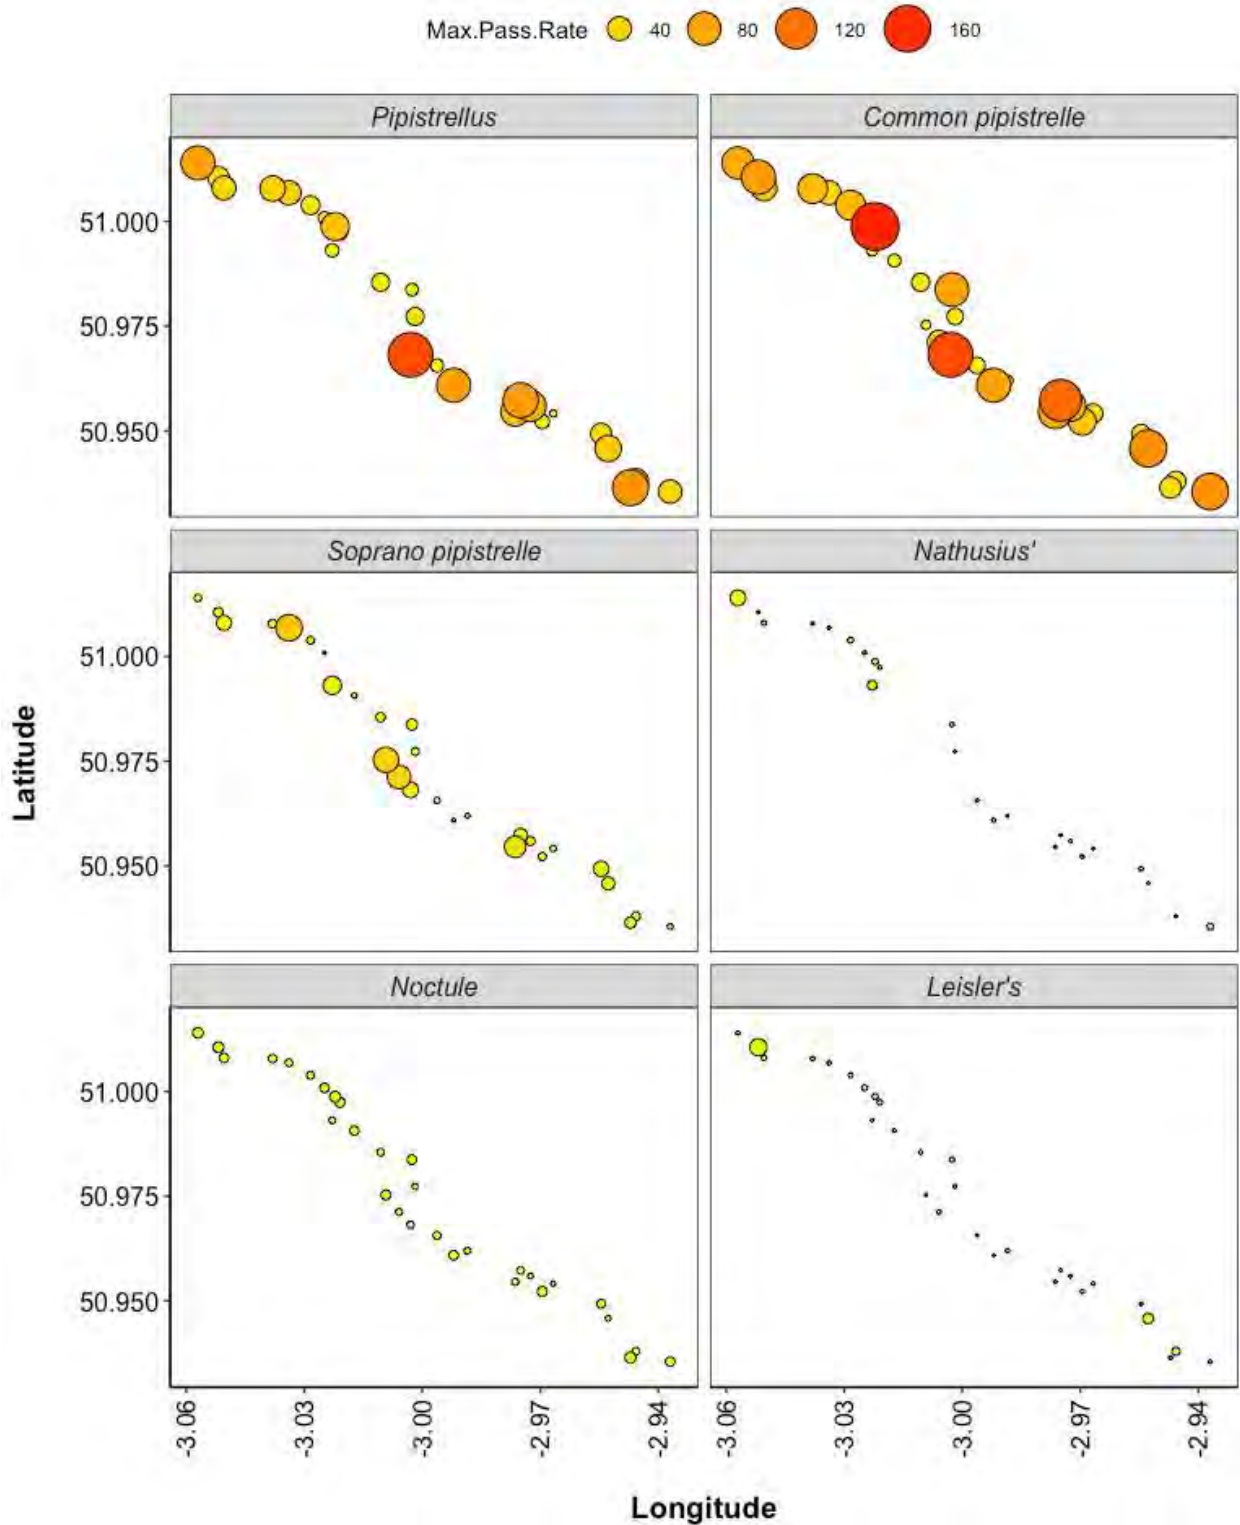 Max.Pass.Rate 40 80 120 160
Pipistrellus Common pipistrelle
51.000
50.975
50.950
Soprano pipistrelle Nathusius'
51.000
50.975
50.950
Noctule Leisler's
51.000
50.975
50.950
Latitude
-3.06 -3.03 -3.00 -2.97 -2.94 -3.06 -3.03 -3.00 -2.97 -2.94
Longitude